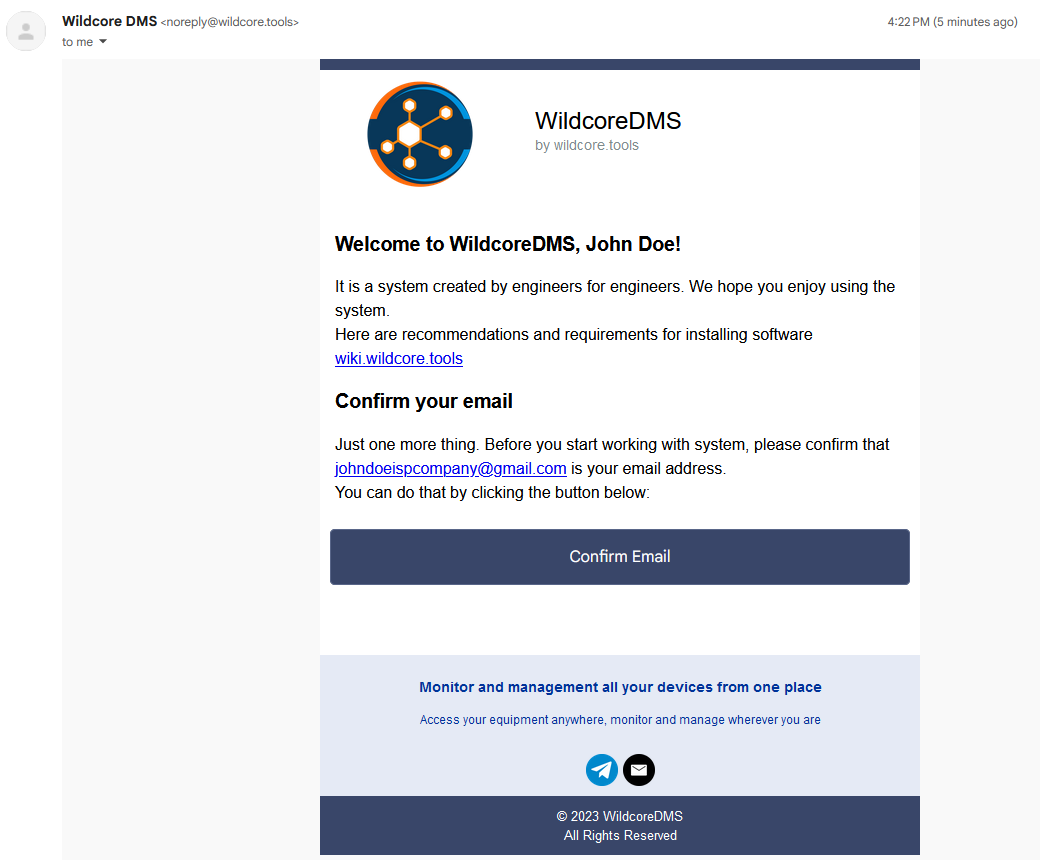 Wildcore DMS <noreply@wildcore.tools>
4:22 PM (5 minutes ago)
to me
WildcoreDMS
by wildcore.tools
Welcome to WildcoreDMS, John Doe!
It is a system created by engineers for engineers. We hope you enjoy using the
system.
Here are recommendations and requirements for installing software
wiki.wildcore.tools
Confirm your email
Just one more thing. Before you start working with system, please confirm that
johndoeispcompany@gmail.com is your email address.
You can do that by clicking the button below:
Confirm Email
Monitor and management all your devices from one place
Access your equipment anywhere, monitor and manage wherever you are
© 2023 WildcoreDMS
All Rights Reserved